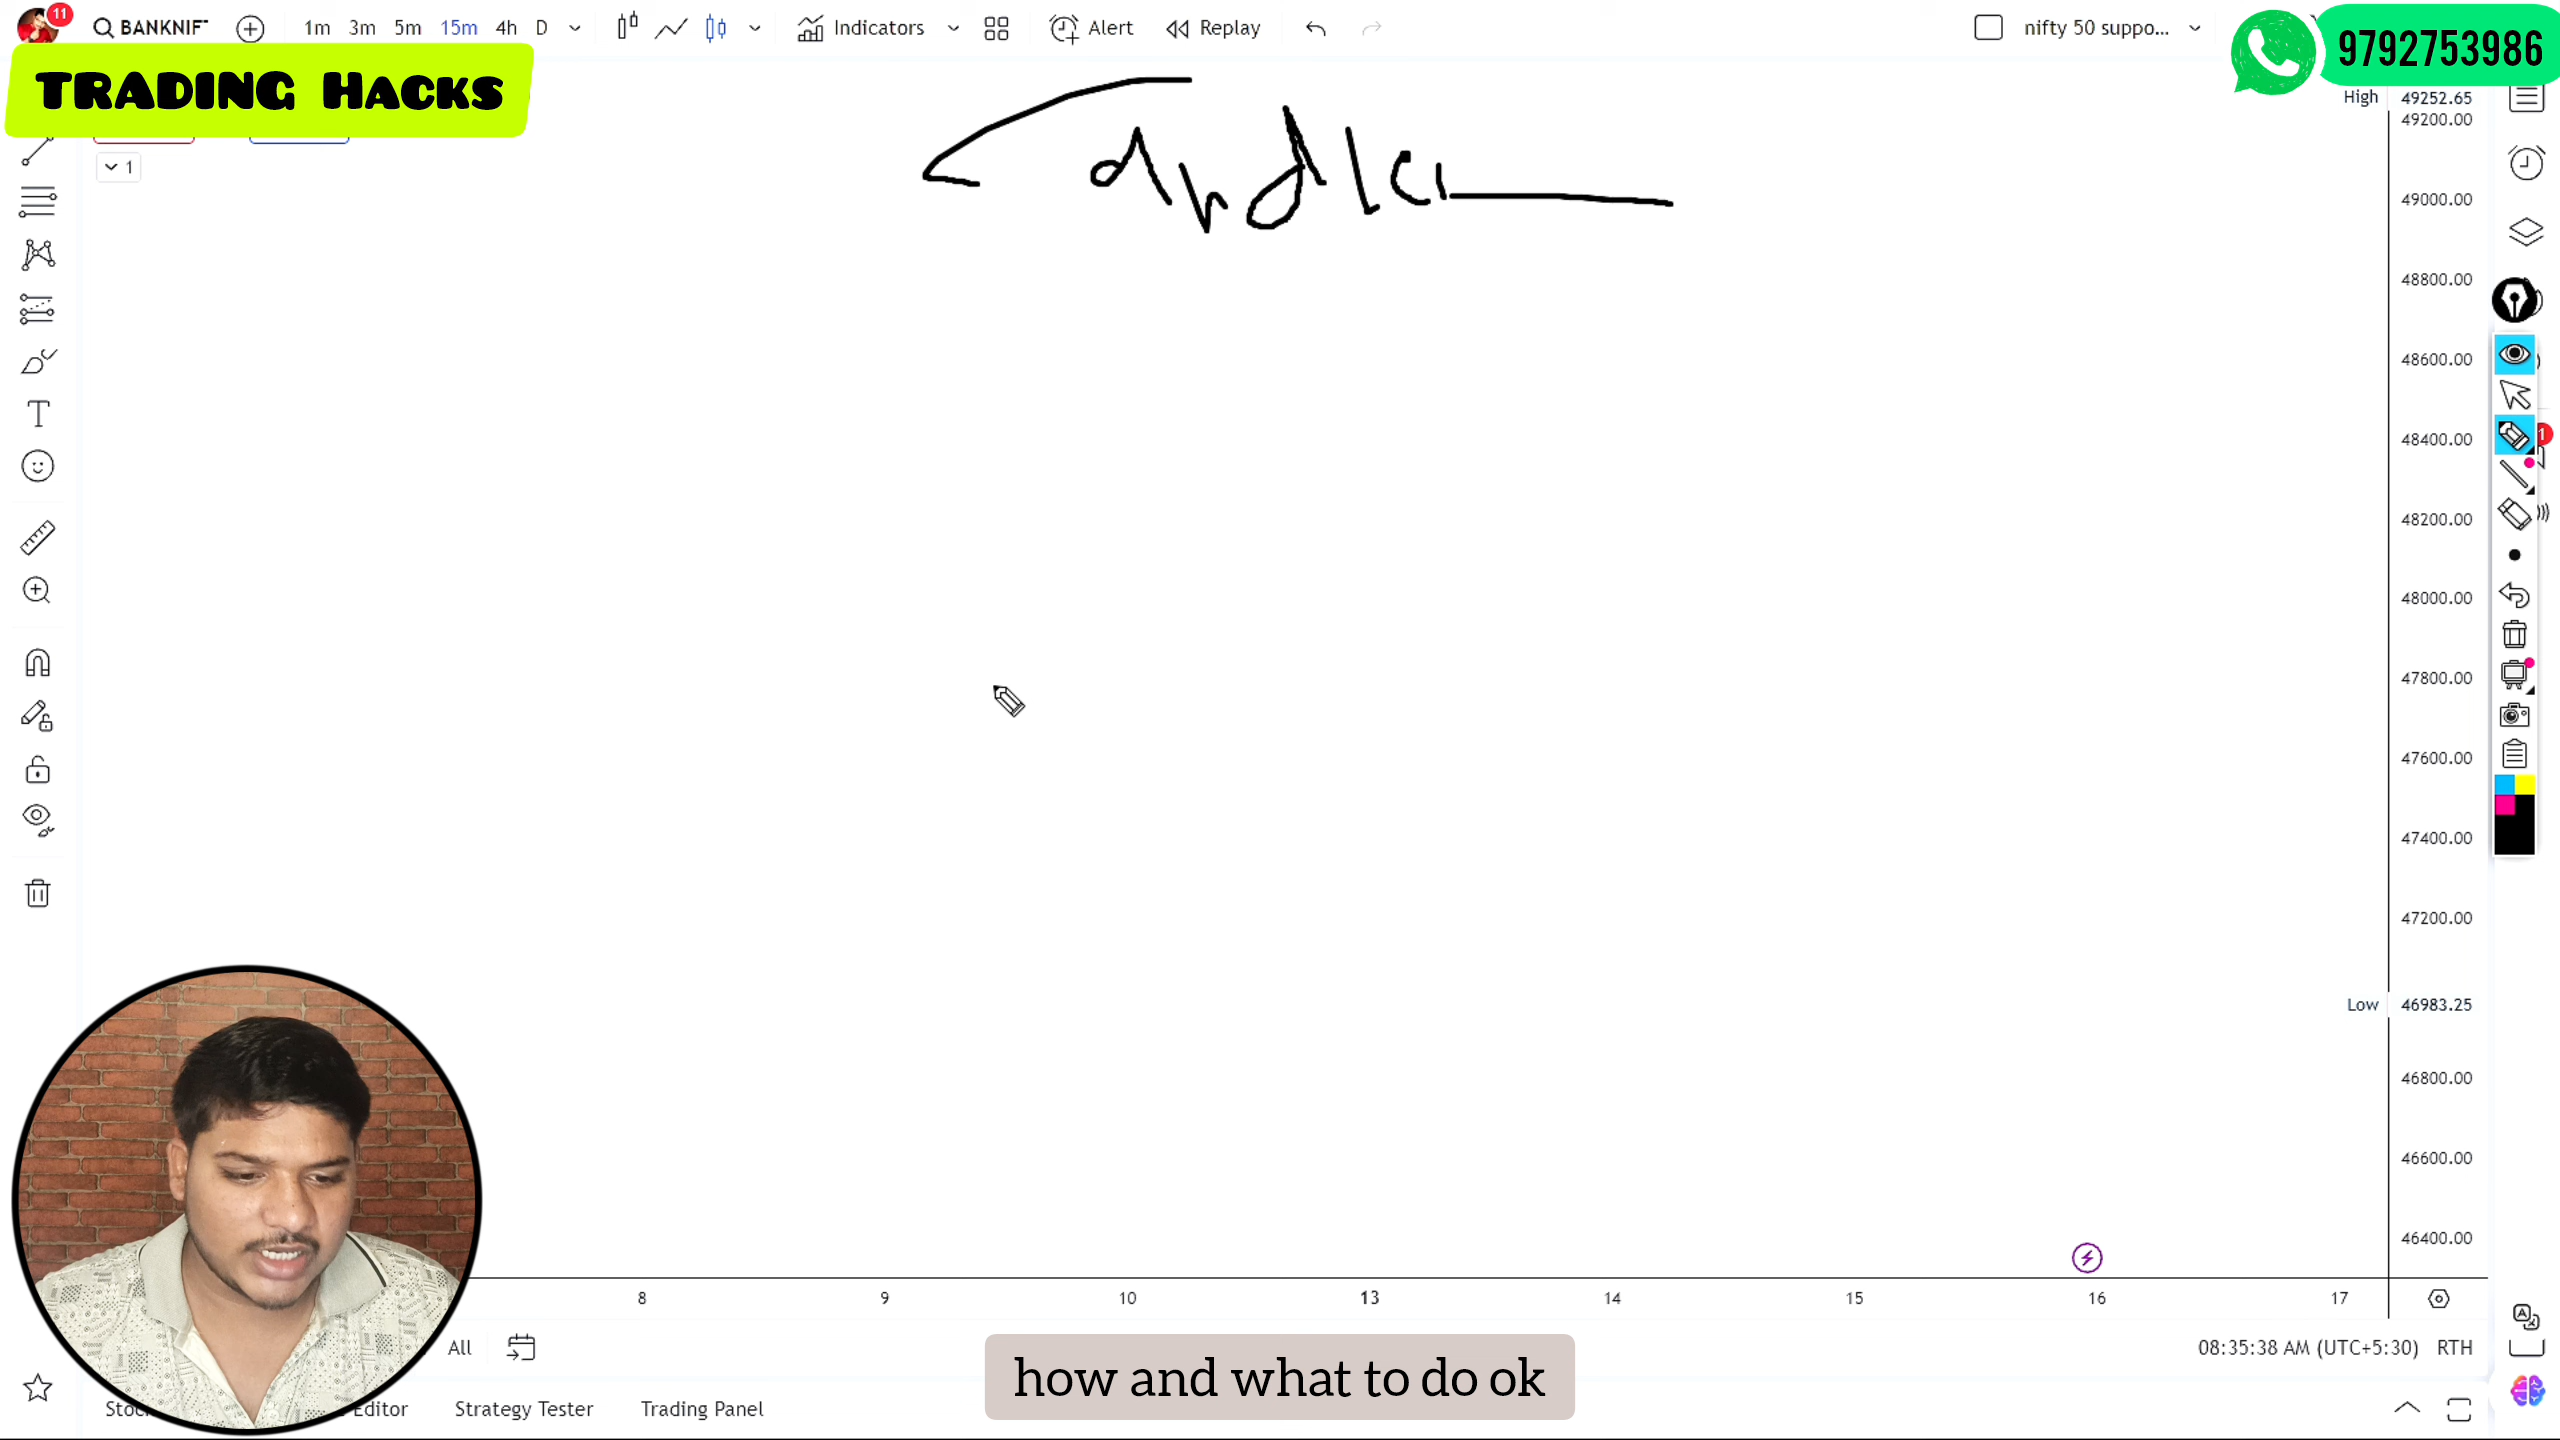 11
BANKNIF
1m 3m 5m 15m 4h D
Indicators
Alert
Replay
nifty 50 suppo...
9792753986
TRADING HACKS
1
High 49252.65
49200.00
49000.00
48800.00
48600.00
48400.00
1
48200.00
48000.00
47800.00
47600.00
47400.00
47200.00
Low 46983.25
46800.00
46600.00
46400.00
8 9 10 13 14 15 16 17
All
08:35:38 AM (UTC+5:30) RTH
how and what to do ok
Editor Strategy Tester Trading Panel